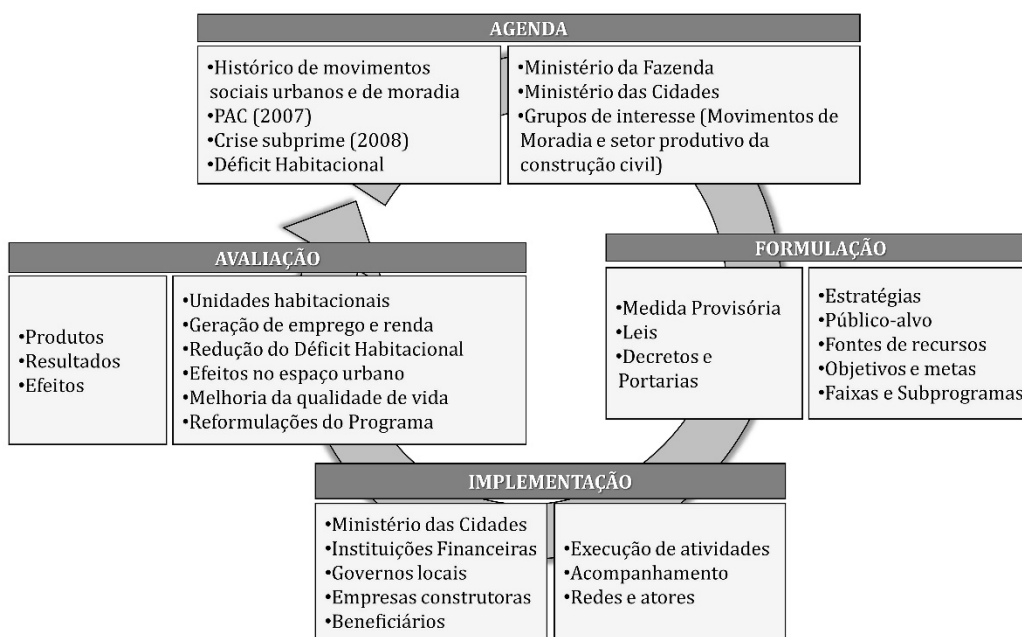 AGENDA
•Histórico de movimentos
sociais urbanos e de moradia
•PAC (2007)
•Crise subprime (2008)
•Déficit Habitacional
•Ministério da Fazenda
•Ministério das Cidades
•Grupos de interesse (Movimentos de
Moradia e setor produtivo da
construção civil)
FORMULAÇÃO
•Medida Provisória
•Leis
•Decretos e
Portarias
•Estratégias
•Público-alvo
•Fontes de recursos
•Objetivos e metas
•Faixas e Subprogramas
IMPLEMENTAÇÃO
•Ministério das Cidades
•Instituições Financeiras
•Governos locais
•Empresas construtoras
•Beneficiários
•Execução de atividades
•Acompanhamento
•Redes e atores
AVALIAÇÃO
•Produtos
•Resultados
•Efeitos
•Unidades habitacionais
•Geração de emprego e renda
•Redução do Déficit Habitacional
•Efeitos no espaço urbano
•Melhoria da qualidade de vida
•Reformulações do Programa